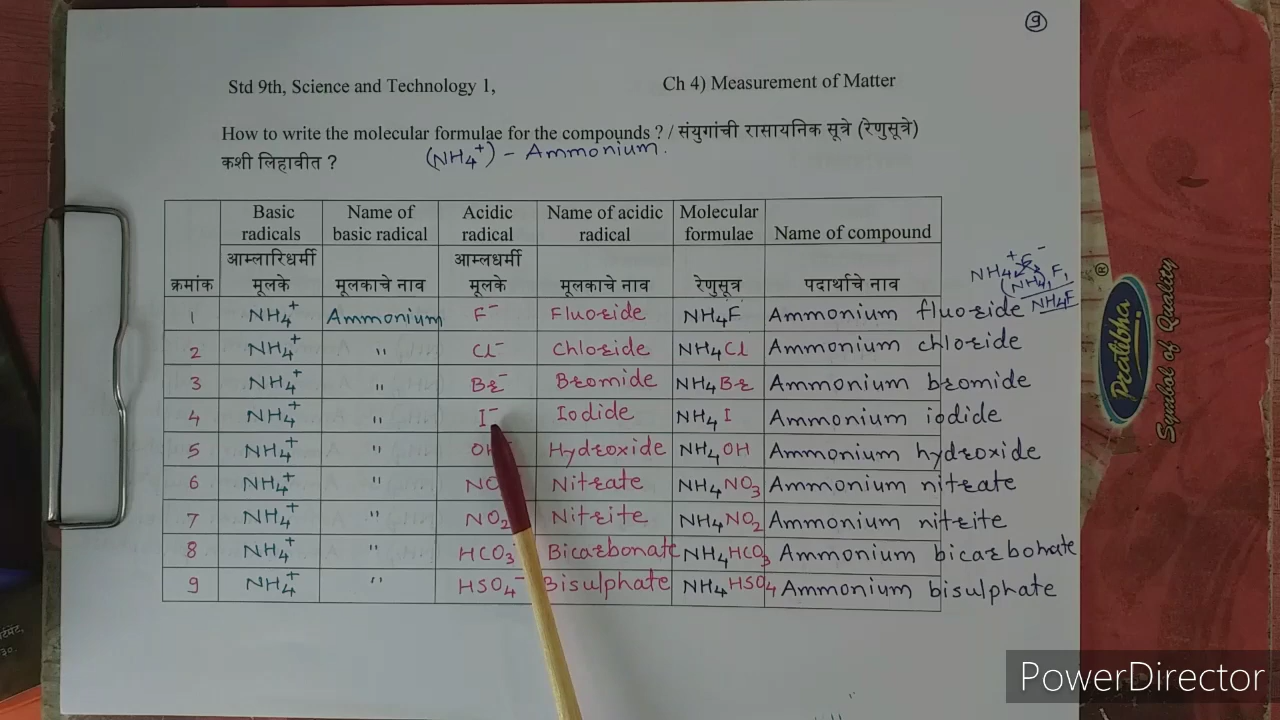 9
Std 9th, Science and Technology 1, Ch 4) Measurement of Matter
How to write the molecular formulae for the compounds ? / संयुगांची रासायनिक सूत्रे (रेणुसूत्रे)
कशी लिहावीत ? (NH₄⁺) - Ammonium.
Basic radicals Name of basic radical Acidic radical Name of acidic radical Molecular formulae Name of compound
क्रमांक आम्लारिधर्मी मूलके मूलकाचे नाव आम्लधर्मी मूलके मूलकाचे नाव रेणुसूत्र पदार्थाचे नाव
NH₄⁺ F⁻
(NH₄)₁ F₁
NH₄F
1 NH₄⁺ Ammonium F⁻ Fluoride NH₄F Ammonium fluoride
2 NH₄⁺ " Cl⁻ Chloride NH₄Cl Ammonium chloride
3 NH₄⁺ " Br⁻ Bromide NH₄Br Ammonium bromide
4 NH₄⁺ " I⁻ Iodide NH₄I Ammonium iodide
5 NH₄⁺ " OH⁻ Hydroxide NH₄OH Ammonium hydroxide
6 NH₄⁺ " Nitrate NH₄NO₃ Ammonium nitrate
7 NH₄⁺ " NO₂ Nitrite NH₄NO₂ Ammonium nitrite
8 NH₄⁺ " HCO₃ Bicarbonate NH₄HCO₃ Ammonium bicarbonate
9 NH₄⁺ " HSO₄⁻ Bisulphate NH₄HSO₄ Ammonium bisulphate
Pratibha ®
Symbol of Quality
PowerDirector